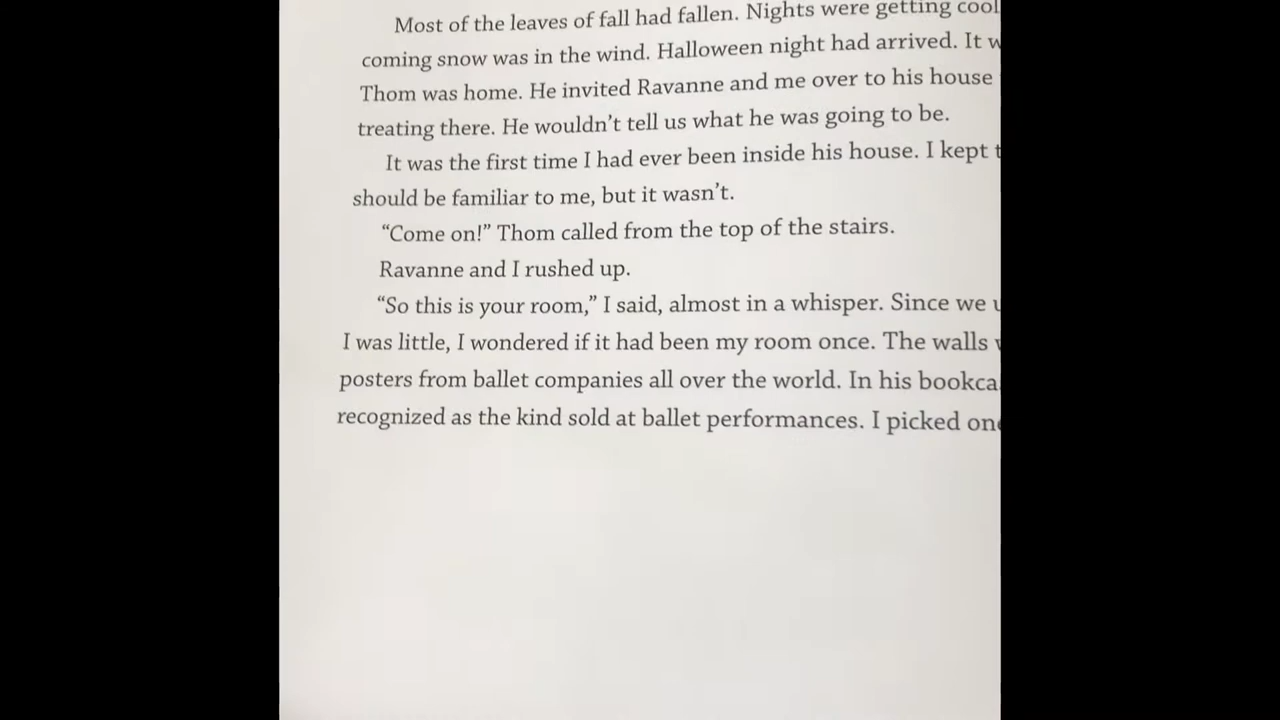 Most of the leaves of fall had fallen. Nights were getting cool
coming snow was in the wind. Halloween night had arrived. It
Thom was home. He invited Ravanne and me over to his house
treating there. He wouldn’t tell us what he was going to be.
It was the first time I had ever been inside his house. I kept
should be familiar to me, but it wasn’t.
“Come on!” Thom called from the top of the stairs.
Ravanne and I rushed up.
“So this is your room,” I said, almost in a whisper. Since we
I was little, I wondered if it had been my room once. The walls
posters from ballet companies all over the world. In his
recognized as the kind sold at ballet performances. I picked